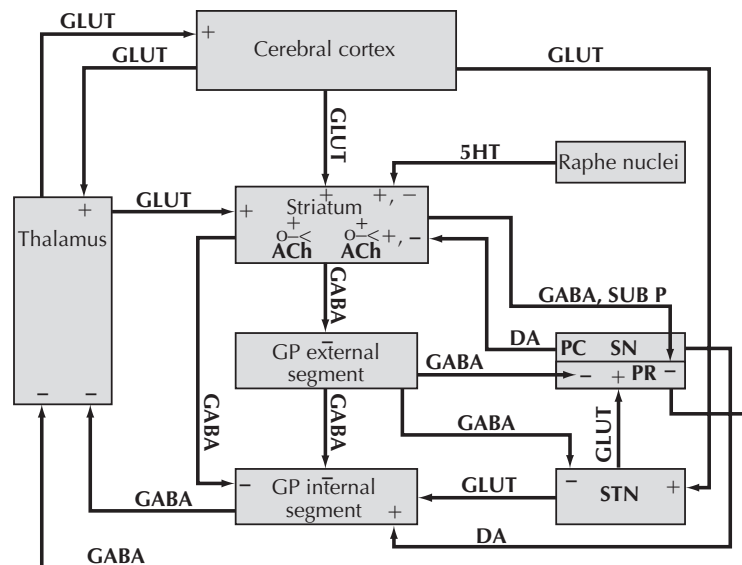 GLUT
+
Cerebral cortex
GLUT
GLUT
GLUT
5HT
Raphe nuclei
GLUT
+
+
+
+, −
Striatum
Thalamus
+
+
+, −
ACh
ACh
GABA
GABA, SUB P
DA
PC SN
−
GP external
segment
GABA
−
+
PR
−
−
−
GABA
GABA
GABA
GLUT
−
−
GP internal
segment
+
GLUT
−
STN
+
GABA
DA
GABA